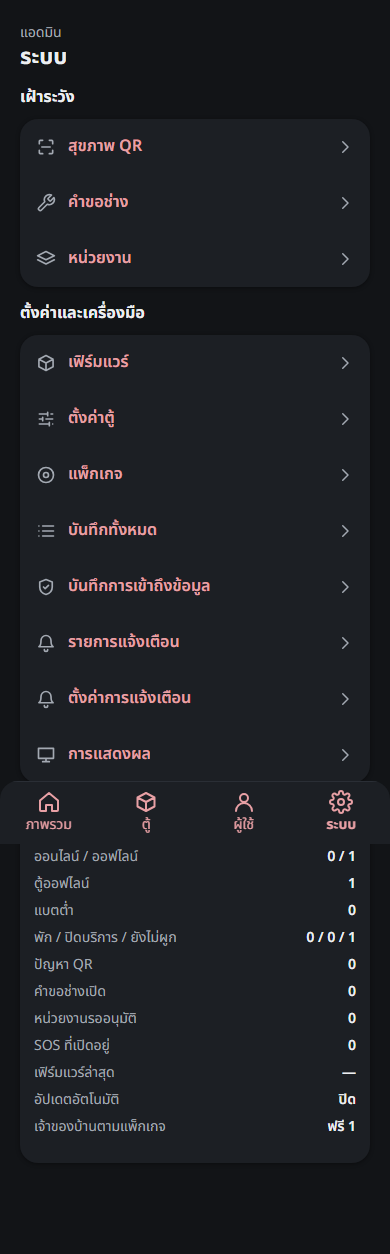 แอดมิน
ระบบ
เฝ้าระวัง
สุขภาพ QR
คำขอช่าง
หน่วยงาน
ตั้งค่าและเครื่องมือ
เฟิร์มแวร์
ตั้งค่าตู้
แพ็กเกจ
บันทึกทั้งหมด
บันทึกการเข้าถึงข้อมูล
รายการแจ้งเตือน
ตั้งค่าการแจ้งเตือน
การแสดงผล
ภาพรวม ตู้ ผู้ใช้ ระบบ
ออนไลน์ / ออฟไลน์ 0 / 1
ตู้ออฟไลน์ 1
แบตต่ำ 0
พัก / ปิดบริการ / ยังไม่ผูก 0 / 0 / 1
ปัญหา QR 0
คำขอช่างเปิด 0
หน่วยงานรออนุมัติ 0
SOS ที่เปิดอยู่ 0
เฟิร์มแวร์ล่าสุด —
อัปเดตอัตโนมัติ ปิด
เจ้าของบ้านตามแพ็กเกจ ฟรี 1